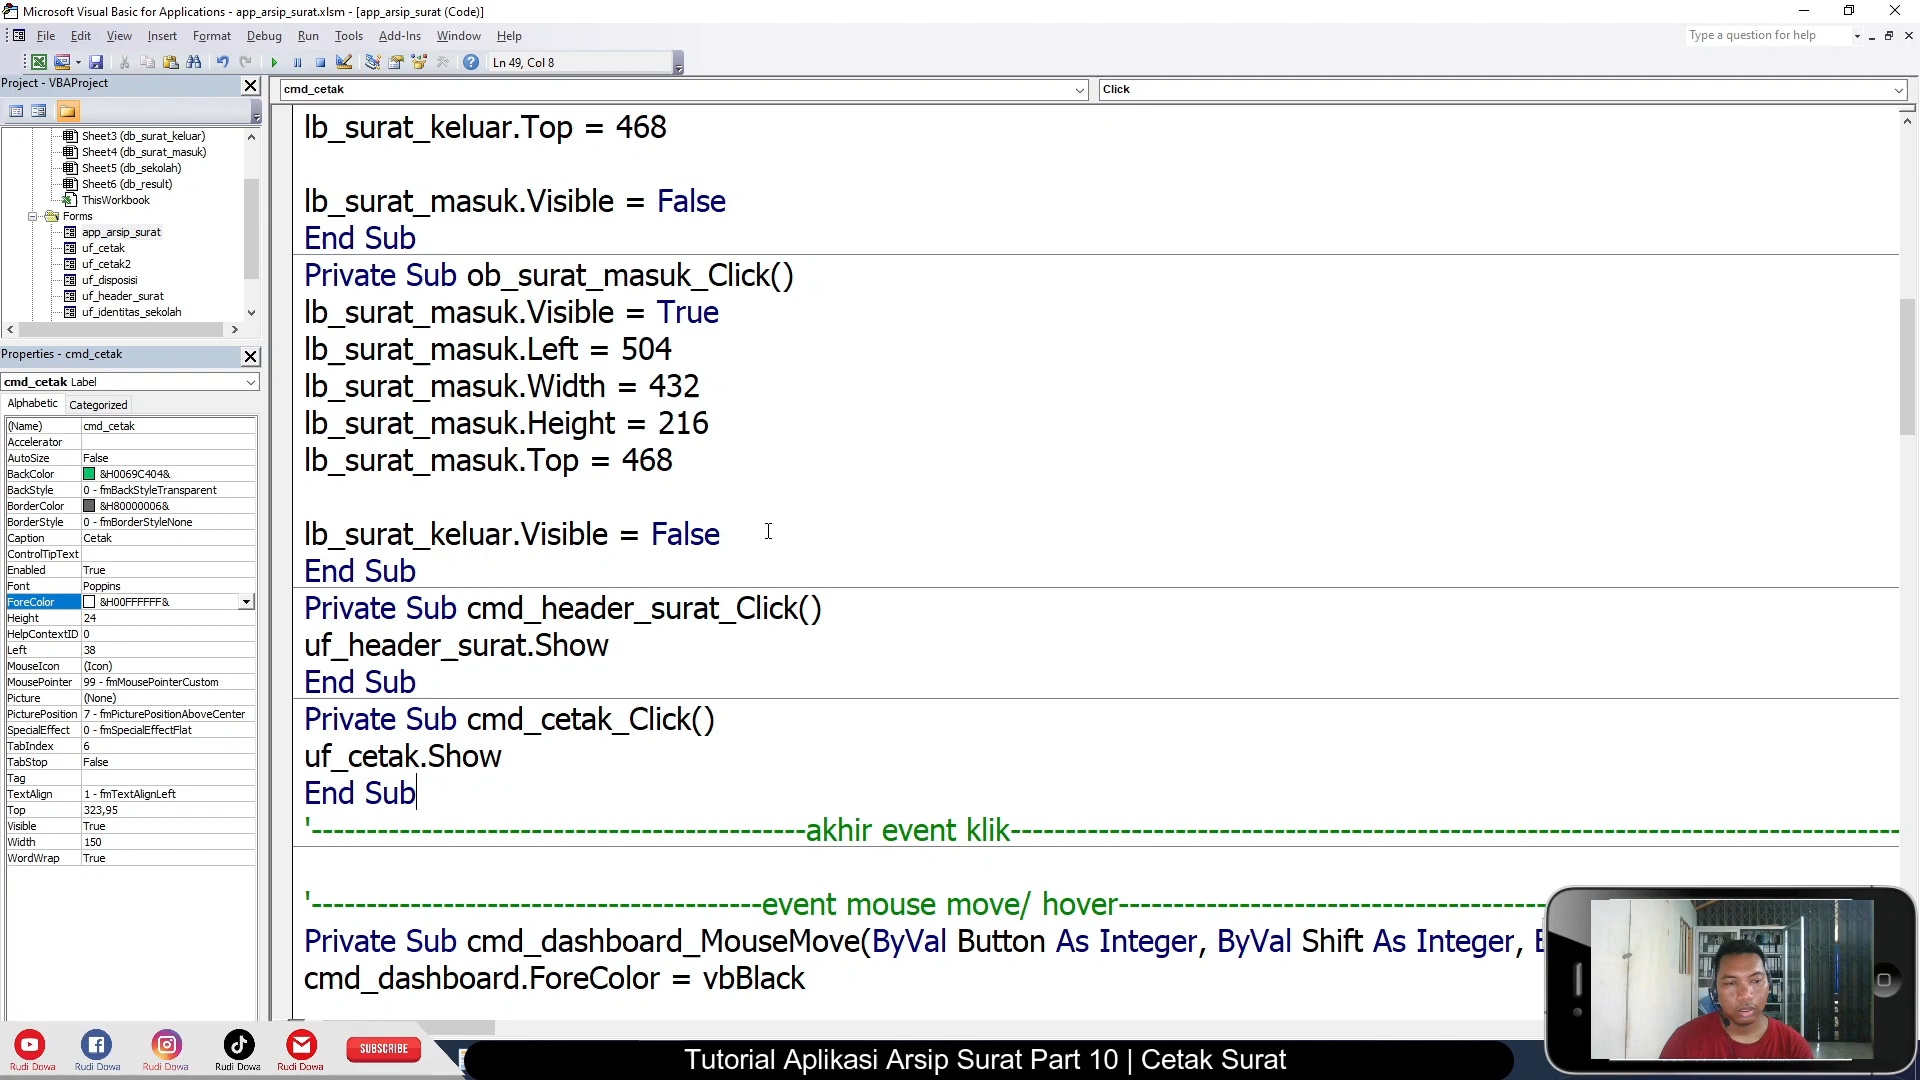 Microsoft Visual Basic for Applications - app_arsip_surat.xlsm - [app_arsip_surat (Code)]
File Edit View Insert Format Debug Run Tools Add-Ins Window Help
Type a question for help
Ln 49, Col 8
Project - VBAProject
Sheet3 (db_surat_keluar)
Sheet4 (db_surat_masuk)
Sheet5 (db_sekolah)
Sheet6 (db_result)
ThisWorkbook
Forms
app_arsip_surat
uf_cetak
uf_cetak2
uf_disposisi
uf_header_surat
uf_identitas_sekolah
Properties - cmd_cetak
cmd_cetak Label
Alphabetic Categorized
(Name) cmd_cetak
Accelerator
AutoSize False
BackColor &H0069C404&
BackStyle 0 - fmBackStyleTransparent
BorderColor &H80000006&
BorderStyle 0 - fmBorderStyleNone
Caption Cetak
ControlTipText
Enabled True
Font Poppins
ForeColor &H00FFFFFF&
Height 24
HelpContextID 0
Left 38
MouseIcon (Icon)
MousePointer 99 - fmMousePointerCustom
Picture (None)
PicturePosition 7 - fmPicturePositionAboveCenter
SpecialEffect 0 - fmSpecialEffectFlat
TabIndex 6
TabStop False
Tag
TextAlign 1 - fmTextAlignLeft
Top 323,95
Visible True
Width 150
WordWrap True
cmd_cetak Click
lb_surat_keluar.Top = 468
lb_surat_masuk.Visible = False
End Sub
Private Sub ob_surat_masuk_Click()
lb_surat_masuk.Visible = True
lb_surat_masuk.Left = 504
lb_surat_masuk.Width = 432
lb_surat_masuk.Height = 216
lb_surat_masuk.Top = 468
lb_surat_keluar.Visible = False
End Sub
Private Sub cmd_header_surat_Click()
uf_header_surat.Show
End Sub
Private Sub cmd_cetak_Click()
uf_cetak.Show
End Sub
'---------------------------------------------akhir event klik---------------------------------------------------------------------------------
'-----------------------------------------event mouse move/ hover---------------------------------------
Private Sub cmd_dashboard_MouseMove(ByVal Button As Integer, ByVal Shift As Integer,
cmd_dashboard.ForeColor = vbBlack
Rudi Dowa Rudi Dowa Rudi Dowa Rudi Dowa Rudi Dowa
SUBSCRIBE
Tutorial Aplikasi Arsip Surat Part 10 | Cetak Surat